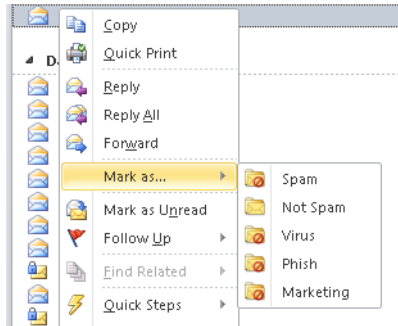 Copy
D.
Quick Print
Reply
Reply All
Forward
Mark as...
Spam
Mark as Unread
Not Spam
Follow Up
Virus
Find Related
Phish
Quick Steps
Marketing